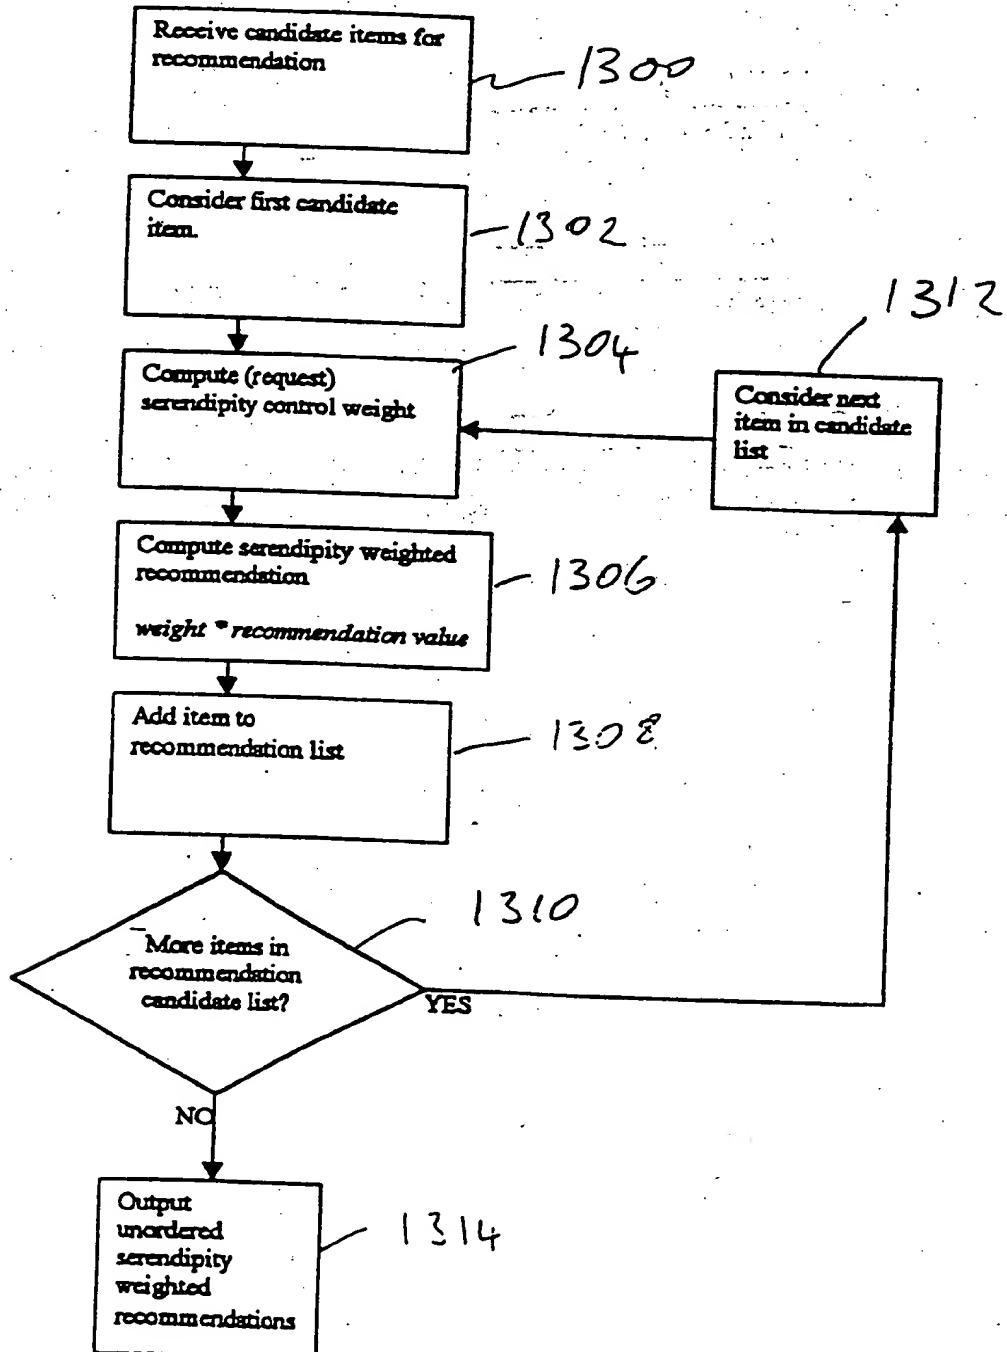 Receive candidate items for
recommendation
1300
Consider first candidate
item.
1302
Compute (request)
serendipity control weight
1304
Consider next
item in candidate
list
1312
Compute serendipity weighted
recommendation
weight * recommendation value
1306
Add item to
recommendation list
1308
More items in
recommendation
candidate list?
1310
YES
NO
Output
unordered
serendipity
weighted
recommendations
1314